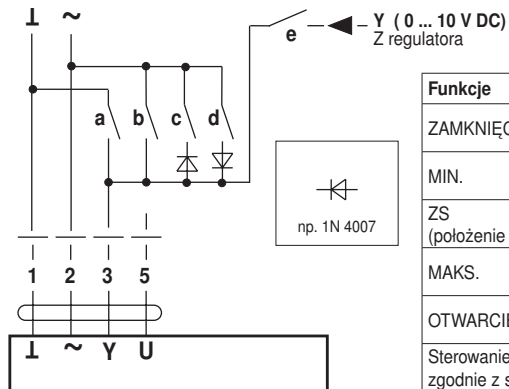 ⊥ ~
Y ( 0 ... 10 V DC)
Z regulatora
e
a b c d
np. 1N 4007
1 2 3 5
⊥ ~ Y U
Funkcje
ZAMKNIĘC
MIN.
ZS
(położenie
MAKS.
OTWARCIE
Sterowanie
zgodnie z s